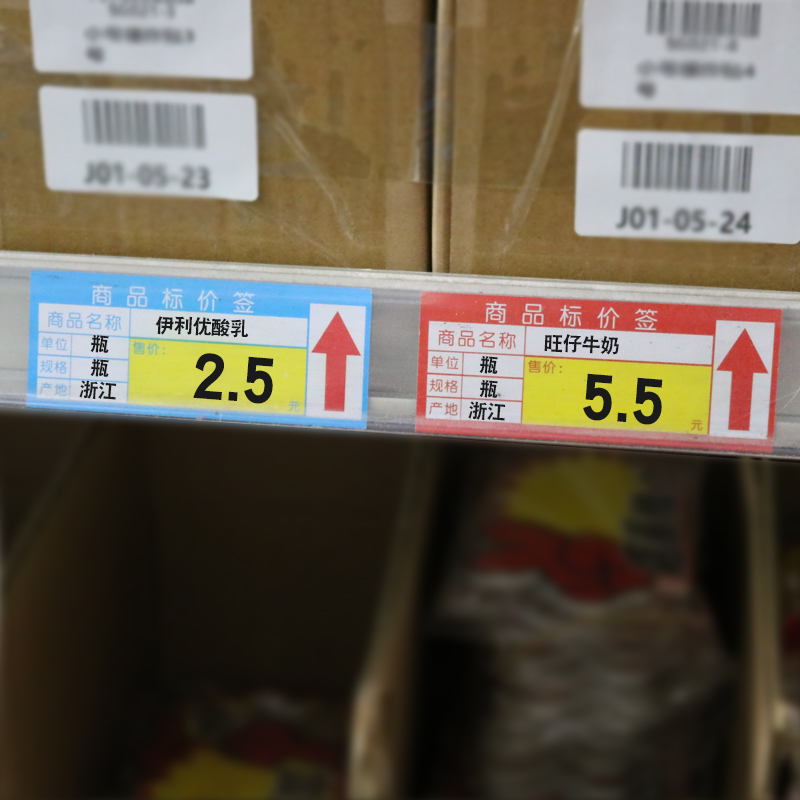 J01-05-23
J01-05-24
商品标价签
商品名称 伊利优酸乳
单位 瓶
规格 瓶
产地 浙江
售价:
2.5
元
商品标价签
商品名称 旺仔牛奶
单位 瓶
规格 瓶
产地 浙江
售价:
5.5
元